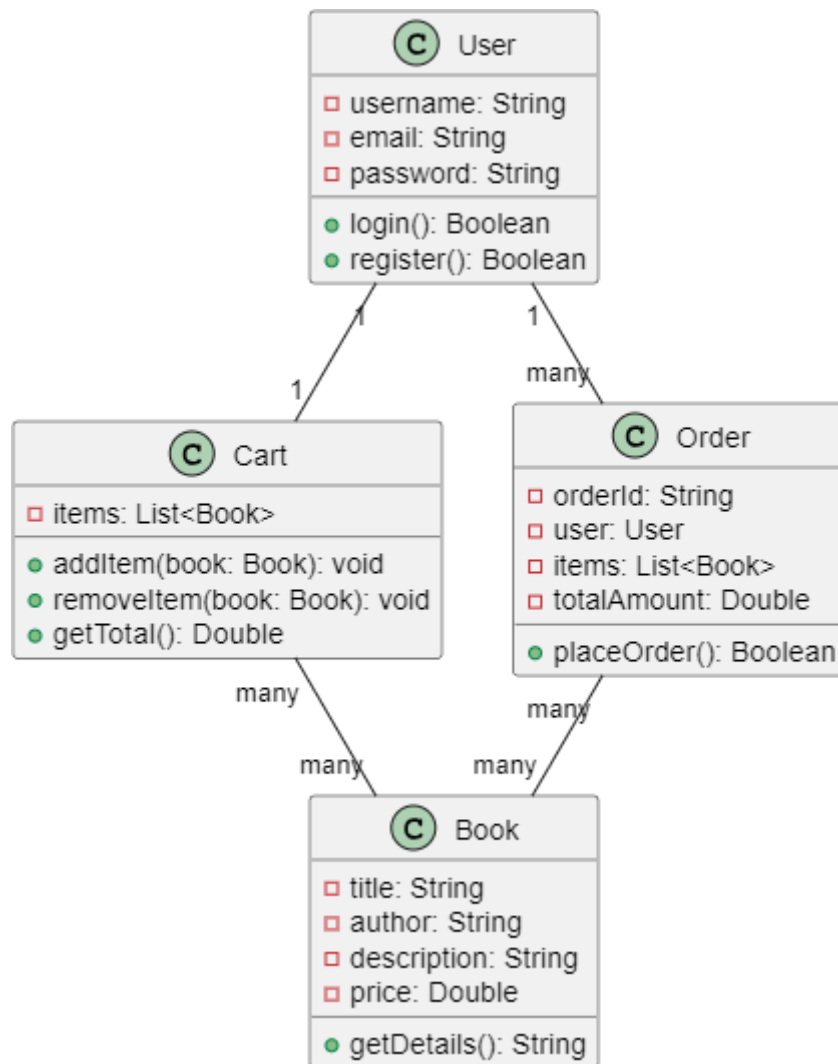 C User
username: String
email: String
password: String
login(): Boolean
register(): Boolean
1
1
1
many
C Cart
items: List<Book>
addItem(book: Book): void
removeItem(book: Book): void
getTotal(): Double
C Order
orderId: String
user: User
items: List<Book>
totalAmount: Double
placeOrder(): Boolean
many
many
many
many
C Book
title: String
author: String
description: String
price: Double
getDetails(): String